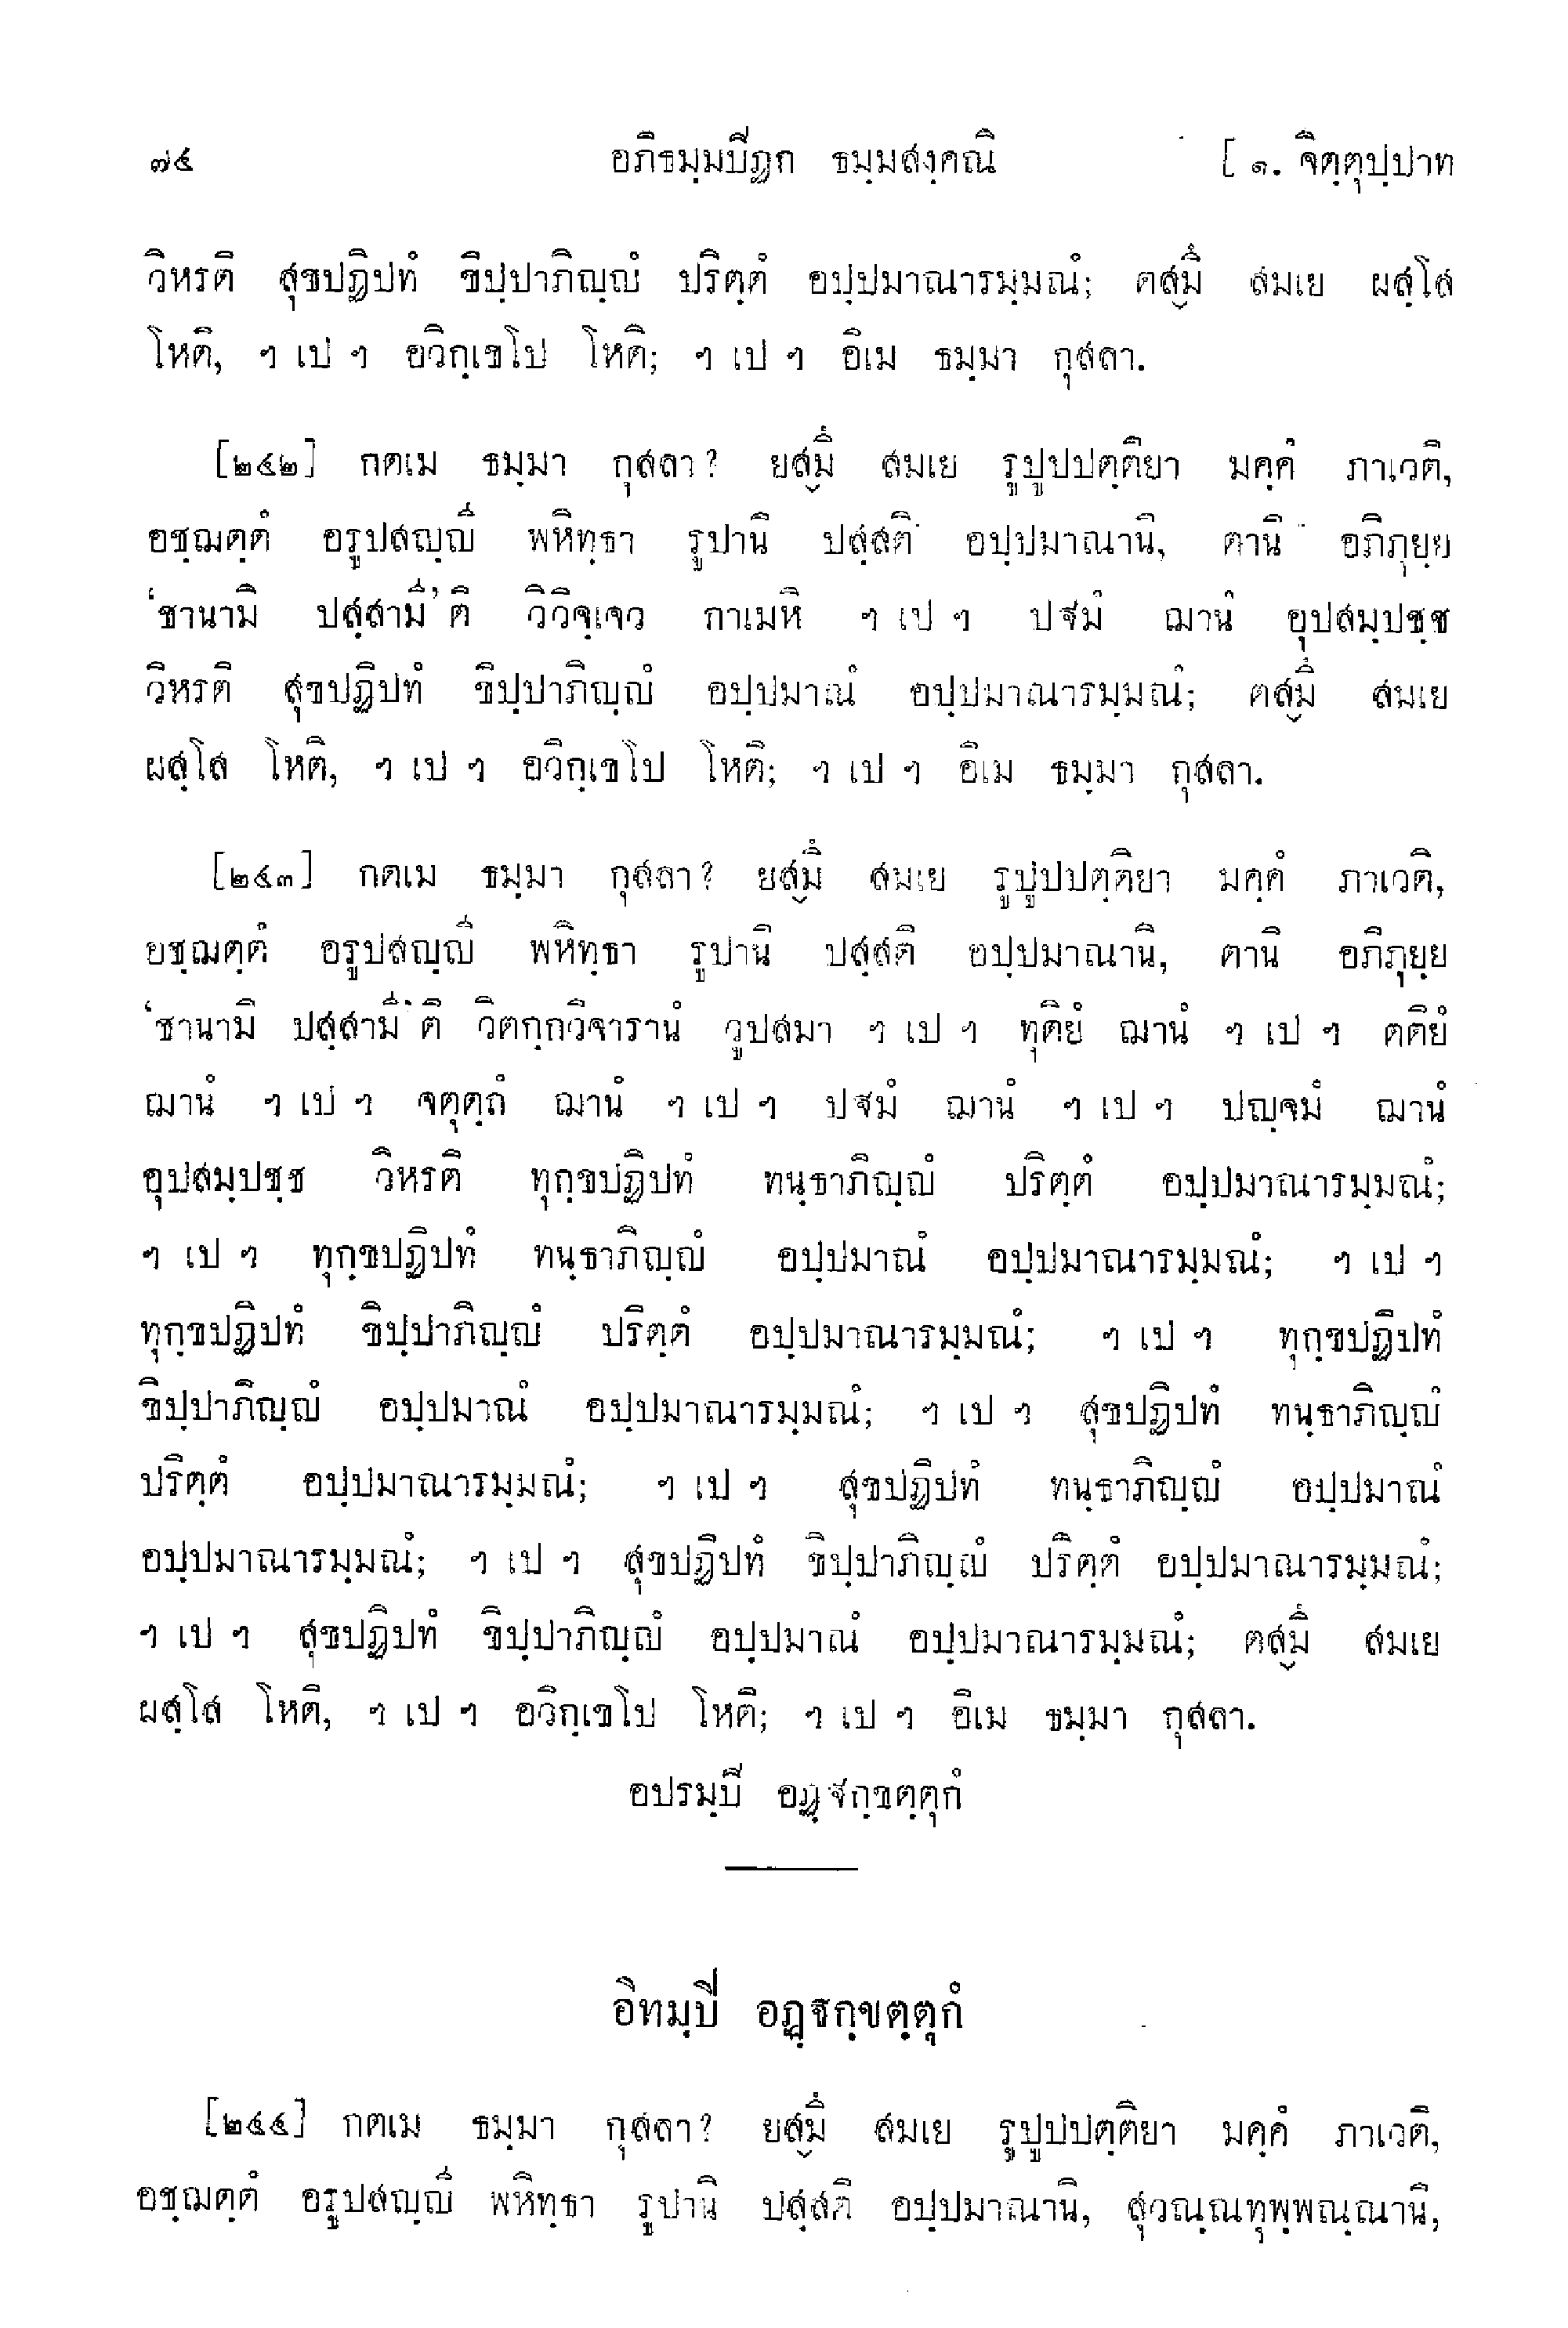 ๗๔ อภิธมฺมปิฏก ธมฺมสงฺคณิ [ ๑. จิตฺตุปฺปาท
วิหรติ สุขปฏิปทํ ขิปฺปาภิญฺญํ ปริตฺตํ อปฺปมาณารมฺมณํ; ตสฺมึ สมเย ผสฺโส
โหติ, ฯ เป ฯ อวิกฺเขโป โหติ; ฯ เป ฯ อิเม ธมฺมา กุสลา.
[๒๔๒] กตเม ธมฺมา กุสลา? ยสฺมึ สมเย รูปูปปตฺติยา มคฺคํ ภาเวติ,
อชฺฌตฺตํ อรูปสญฺญี พหิทฺธา รูปานิ ปสฺสติ อปฺปมาณานิ, ตานิ อภิภุยฺย
‘ชานามิ ปสฺสามี’ติ วิวิจฺเจว กาเมหิ ฯ เป ฯ ปฐมํ ฌานํ อุปสมฺปชฺช
วิหรติ สุขปฏิปทํ ขิปฺปาภิญฺญํ อปฺปมาณํ อปฺปมาณารมฺมณํ; ตสฺมึ สมเย
ผสฺโส โหติ, ฯ เป ฯ อวิกฺเขโป โหติ; ฯ เป ฯ อิเม ธมฺมา กุสลา.
[๒๔๓] กตเม ธมฺมา กุสลา? ยสฺมึ สมเย รูปูปปตฺติยา มคฺคํ ภาเวติ,
อชฺฌตฺตํ อรูปสญฺญี พหิทฺธา รูปานิ ปสฺสติ อปฺปมาณานิ, ตานิ อภิภุยฺย
‘ชานามิ ปสฺสามี’ติ วิตกฺกวิจารานํ วูปสมา ฯ เป ฯ ทุติยํ ฌานํ ฯ เป ฯ ตติยํ
ฌานํ ฯ เป ฯ จตุตฺถํ ฌานํ ฯ เป ฯ ปฐมํ ฌานํ ฯ เป ฯ ปญฺจมํ ฌานํ
อุปสมฺปชฺช วิหรติ ทุกฺขปฏิปทํ ทนฺธาภิญฺญํ ปริตฺตํ อปฺปมาณารมฺมณํ;
ฯ เป ฯ ทุกฺขปฏิปทํ ทนฺธาภิญฺญํ อปฺปมาณํ อปฺปมาณารมฺมณํ; ฯ เป ฯ
ทุกฺขปฏิปทํ ขิปฺปาภิญฺญํ ปริตฺตํ อปฺปมาณารมฺมณํ; ฯ เป ฯ ทุกฺขปฏิปทํ
ขิปฺปาภิญฺญํ อปฺปมาณํ อปฺปมาณารมฺมณํ; ฯ เป ฯ สุขปฏิปทํ ทนฺธาภิญฺญํ
ปริตฺตํ อปฺปมาณารมฺมณํ; ฯ เป ฯ สุขปฏิปทํ ทนฺธาภิญฺญํ อปฺปมาณํ
อปฺปมาณารมฺมณํ; ฯ เป ฯ สุขปฏิปทํ ขิปฺปาภิญฺญํ ปริตฺตํ อปฺปมาณารมฺมณํ;
ฯ เป ฯ สุขปฏิปทํ ขิปฺปาภิญฺญํ อปฺปมาณํ อปฺปมาณารมฺมณํ; ตสฺมึ สมเย
ผสฺโส โหติ, ฯ เป ฯ อวิกฺเขโป โหติ; ฯ เป ฯ อิเม ธมฺมา กุสลา.
อปรมฺปิ อฏฺฐกฺขตฺตุกํ
อิทมฺปิ อฏฺฐกฺขตฺตุกํ
[๒๔๔] กตเม ธมฺมา กุสลา? ยสฺมึ สมเย รูปูปปตฺติยา มคฺคํ ภาเวติ,
อชฺฌตฺตํ อรูปสญฺญี พหิทฺธา รูปานิ ปสฺสติ อปฺปมาณานิ, สุวณฺณทุพฺพณฺณานิ,